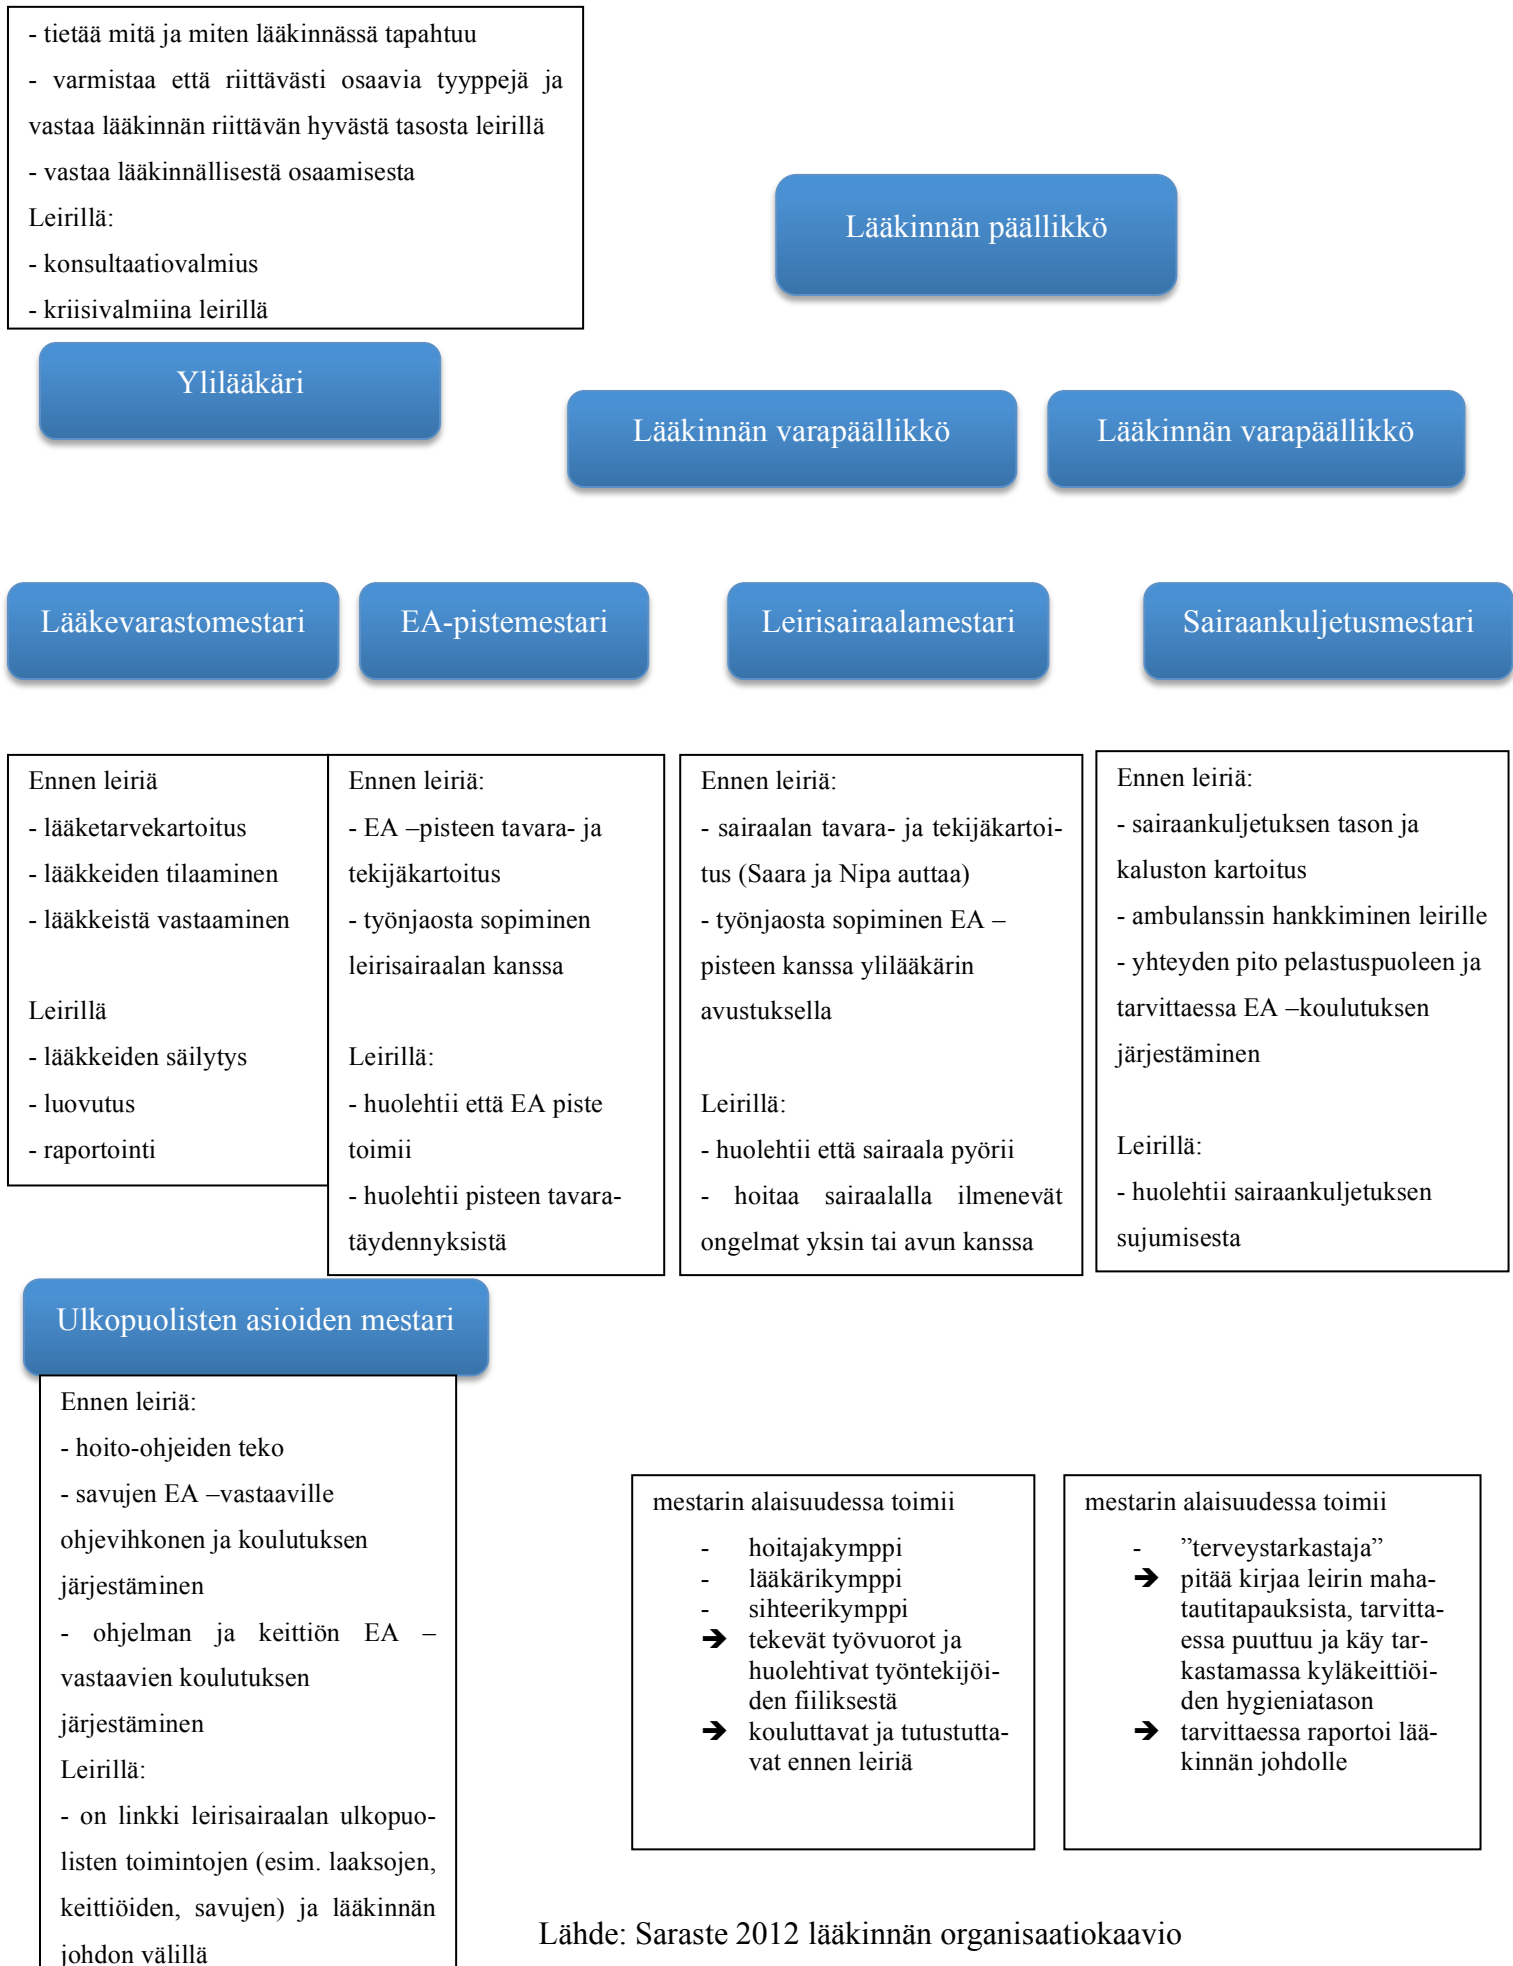 - tietää mitä ja miten lääkinnässä tapahtuu
- varmistaa että riittävästi osaavia tyyppejä ja
vastaa lääkinnän riittävän hyvästä tasosta leirillä
- vastaa lääkinnällisestä osaamisesta
Leirillä:
- konsultaatiovalmius
- kriisivalmiina leirillä
Lääkinnän päällikkö
Ylilääkäri
Lääkinnän varapäällikkö
Lääkinnän varapäällikkö
Lääkevarastomestari
EA-pistemestari
Leirisairaalamestari
Sairaankuljetusmestari
Ennen leiriä
- lääketarvekartoitus
- lääkkeiden tilaaminen
- lääkkeistä vastaaminen
Leirillä
- lääkkeiden säilytys
- luovutus
- raportointi
Ennen leiriä:
- EA –pisteen tavara- ja
tekijäkartoitus
- työnjaosta sopiminen
leirisairaalan kanssa
Leirillä:
- huolehtii että EA piste
toimii
- huolehtii pisteen tavara-
täydennyksistä
Ennen leiriä:
- sairaalan tavara- ja tekijäkartoi-
tus (Saara ja Nipa auttaa)
- työnjaosta sopiminen EA –
pisteen kanssa ylilääkärin
avustuksella
Leirillä:
- huolehtii että sairaala pyörii
- hoitaa sairaalalla ilmenevät
ongelmat yksin tai avun kanssa
Ennen leiriä:
- sairaankuljetuksen tason ja
kaluston kartoitus
- ambulanssin hankkiminen leirille
- yhteyden pito pelastuspuoleen ja
tarvittaessa EA –koulutuksen
järjestäminen
Leirillä:
- huolehtii sairaankuljetuksen
sujumisesta
Ulkopuolisten asioiden mestari
Ennen leiriä:
- hoito-ohjeiden teko
- savujen EA –vastaaville
ohjevihkonen ja koulutuksen
järjestäminen
- ohjelman ja keittiön EA –
vastaavien koulutuksen
järjestäminen
Leirillä:
- on linkki leirisairaalan ulkopuo-
listen toimintojen (esim. laaksojen,
keittiöiden, savujen) ja lääkinnän
johdon välillä
mestarin alaisuudessa toimii
- hoitajakymppi
- lääkärikymppi
- sihteerikymppi
➔ tekevät työvuorot ja
huolehtivat työntekijöi-
den fiiliksestä
➔ kouluttavat ja tutustutta-
vat ennen leiriä
mestarin alaisuudessa toimii
- ”terveystarkastaja”
➔ pitää kirjaa leirin maha-
tautitapauksista, tarvitta-
essa puuttuu ja käy tar-
kastamassa kyläkeittiöi-
den hygieniatason
➔ tarvittaessa raportoi lää-
kinnän johdolle
Lähde: Saraste 2012 lääkinnän organisaatiokaavio